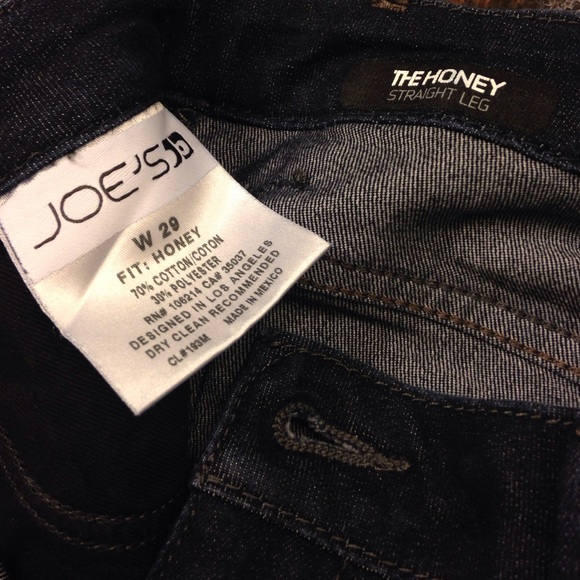 THE HONEY
STRAIGHT LEG
JOE'S
W 29
FIT: HONEY
70% COTTON/COTON
30% POLYESTER
RN# 106214 CA# 35037
DESIGNED IN LOS ANGELES
DRY CLEAN RECOMMENDED
MADE IN MEXICO
CL#193M